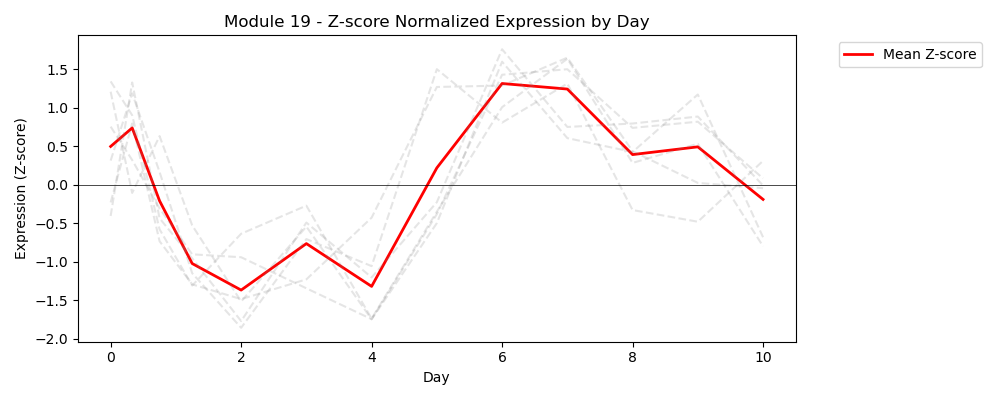 Module 19 - Z-score Normalized Expression by Day
Mean Z-score
Expression (Z-score)
1.5
1.0
0.5
0.0
−0.5
−1.0
−1.5
−2.0
0 2 4 6 8 10
Day